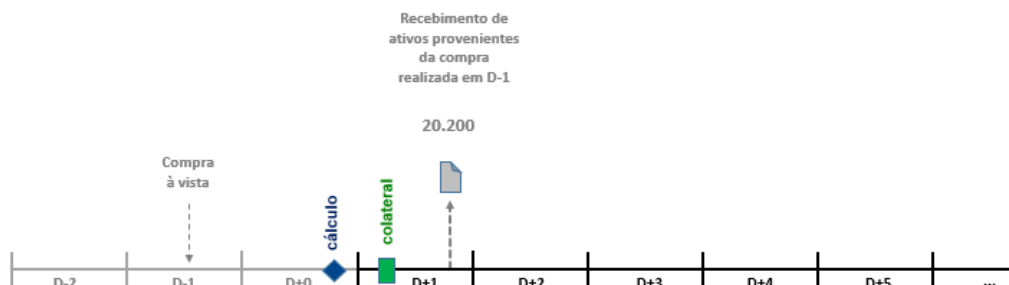 Recebimento de
ativos provenientes
da compra
realizada em D-1
20.200
Compra
à vista
cálculo
colateral
D-2
D-1
D+0
D+1
D+2
D+3
D+4
D+5
...